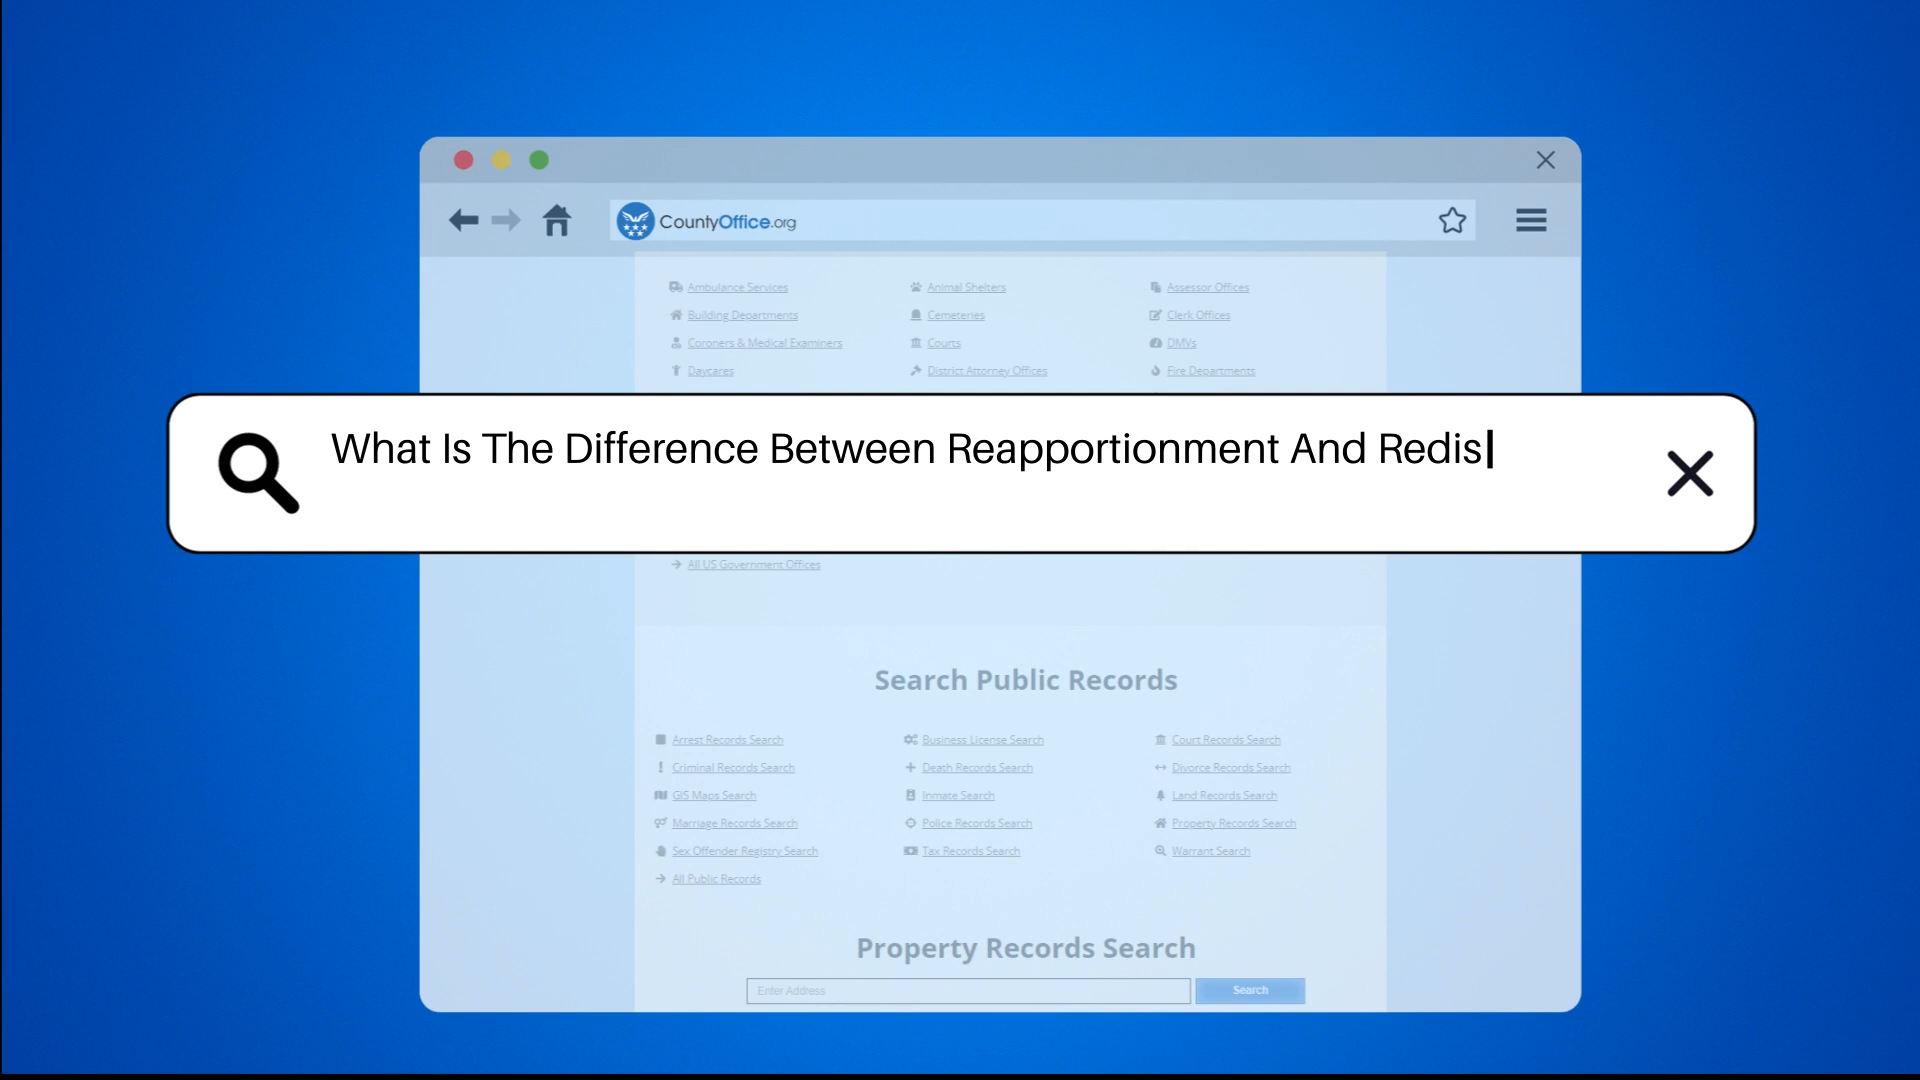 CountyOffice.org
Ambulance Services Animal Shelters Assessor Offices
Building Departments Cemeteries Clerk Offices
Coroners & Medical Examiners Courts DMVs
Daycares District Attorney Offices Fire Departments
What Is The Difference Between Reapportionment And Redis
All US Government Offices
Search Public Records
Arrest Records Search Business License Search Court Records Search
Criminal Records Search Death Records Search Divorce Records Search
GIS Maps Search Inmate Search Land Records Search
Marriage Records Search Police Records Search Property Records Search
Sex Offender Registry Search Tax Records Search Warrant Search
All Public Records
Property Records Search
Enter Address Search